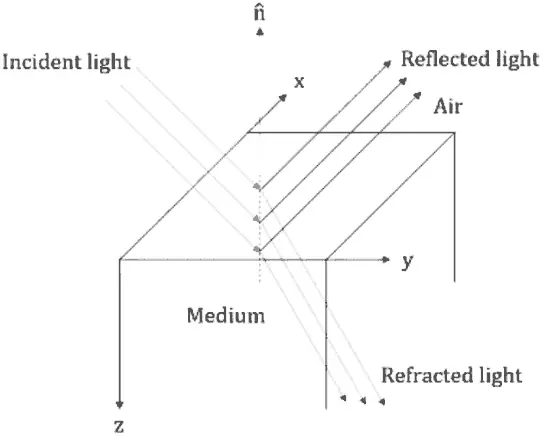 n̂
Incident light
Reflected light
x
Air
y
Medium
Refracted light
z